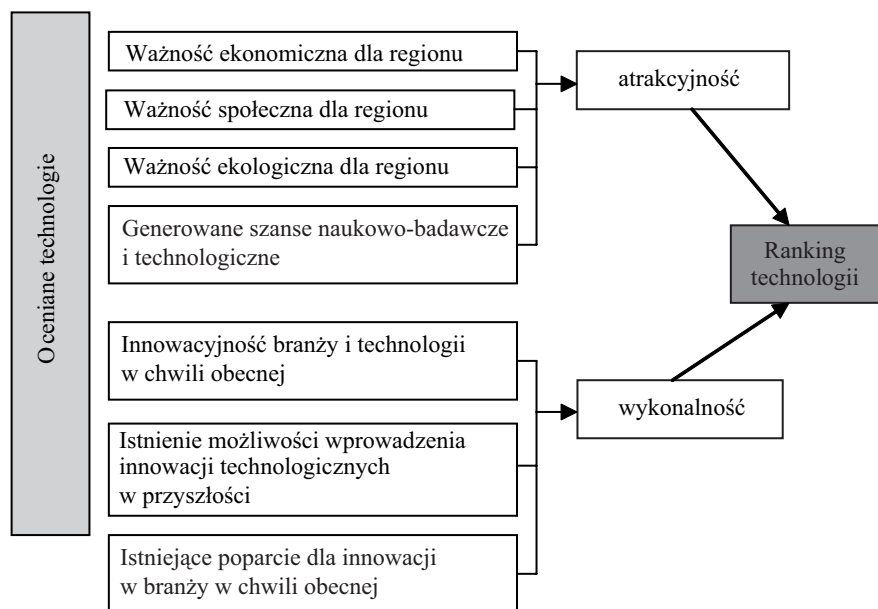 Oceniane technologie
Ważność ekonomiczna dla regionu
Ważność społeczna dla regionu
Ważność ekologiczna dla regionu
Generowane szanse naukowo-badawcze
i technologiczne
Innowacyjność branży i technologii
w chwili obecnej
Istnienie możliwości wprowadzenia
innowacji technologicznych
w przyszłości
Istniejące poparcie dla innowacji
w branży w chwili obecnej
atrakcyjność
wykonalność
Ranking
technologii